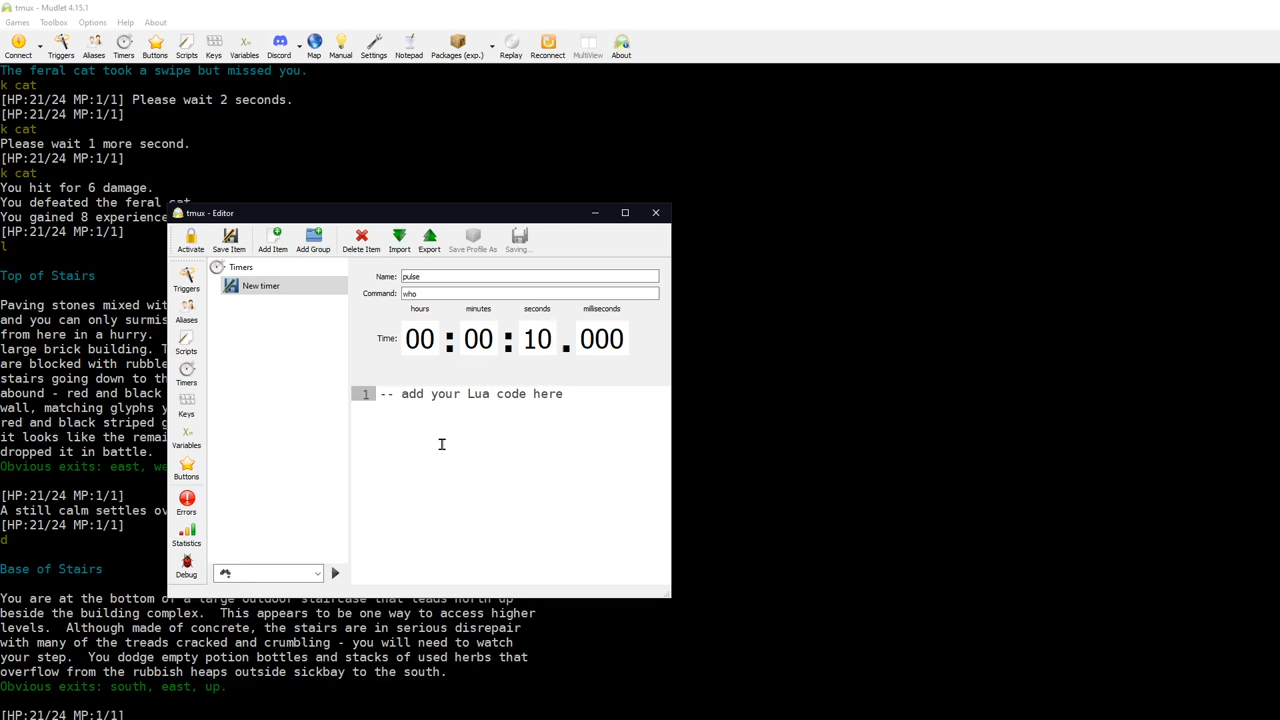 tmux - Mudlet 4.15.1
Games Toolbox Options Help About
Connect Triggers Aliases Timers Buttons Scripts Keys Variables Discord Map Manual Settings Notepad Packages (exp.) Replay Reconnect MultiView About
The feral cat took a swipe but missed you.
k cat
[HP:21/24 MP:1/1] Please wait 2 seconds.
[HP:21/24 MP:1/1]
k cat
Please wait 1 more second.
[HP:21/24 MP:1/1]
k cat
You hit for 6 damage.
You defeated the feral cat.
You gained 8 experience
[HP:21/24 MP:1/1]
l
Top of Stairs
Paving stones mixed wit
and you can only surmis
from here in a hurry.
large brick building. T
are blocked with rubble
stairs going down to th
abound - red and black
wall, matching glyphs y
red and black striped g
it looks like the remai
dropped it in battle.
Obvious exits: east, we
[HP:21/24 MP:1/1]
A still calm settles ov
[HP:21/24 MP:1/1]
d
Base of Stairs
You are at the bottom of a large outdoor staircase that leads north up
beside the building complex. This appears to be one way to access higher
levels. Although made of concrete, the stairs are in serious disrepair
with many of the treads cracked and crumbling - you will need to watch
your step. You dodge empty potion bottles and stacks of used herbs that
overflow from the rubbish heaps outside sickbay to the south.
Obvious exits: south, east, up.
[HP:21/24 MP:1/1]
tmux - Editor
Activate Save Item Add Item Add Group Delete Item Import Export Save Profile As Saving...
Triggers
Aliases
Scripts
Timers
Keys
Variables
Buttons
Errors
Statistics
Debug
Timers
New timer
Name: pulse
Command: who
hours minutes seconds milliseconds
Time: 00 : 00 : 10 . 000
1 -- add your Lua code here